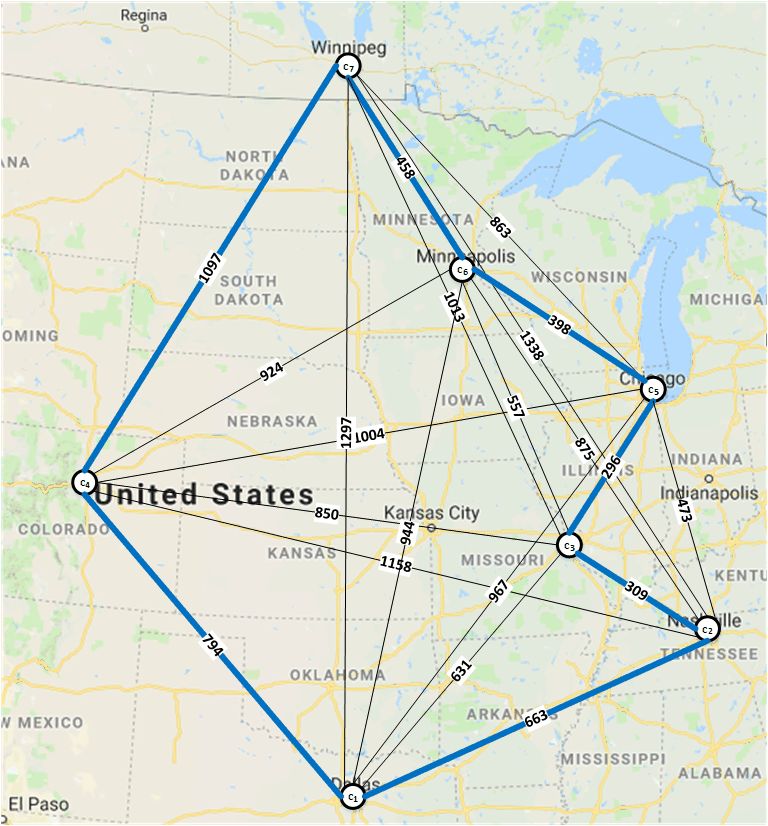 Regina
Winnipeg
C7
ANA
NORTH
DAKOTA
458
MINNESOTA
863
1097
Minneapolis
C6
WISCONSIN
SOUTH
DAKOTA
MICHIGAN
1013
OMING
398
1338
924
Chicago
C5
IOWA
557
NEBRASKA
1297
1004
875
ILLINOIS
296
INDIANA
C4
United States
Indianapolis
850
Kansas City
473
COLORADO
944
KANSAS
MISSOURI
C3
1158
KENTU
967
309
Nashville
C2
794
TENNESSEE
631
OKLAHOMA
663
ARKANSAS
W MEXICO
MISSISSIPPI
ALABAMA
Dallas
C1
El Paso